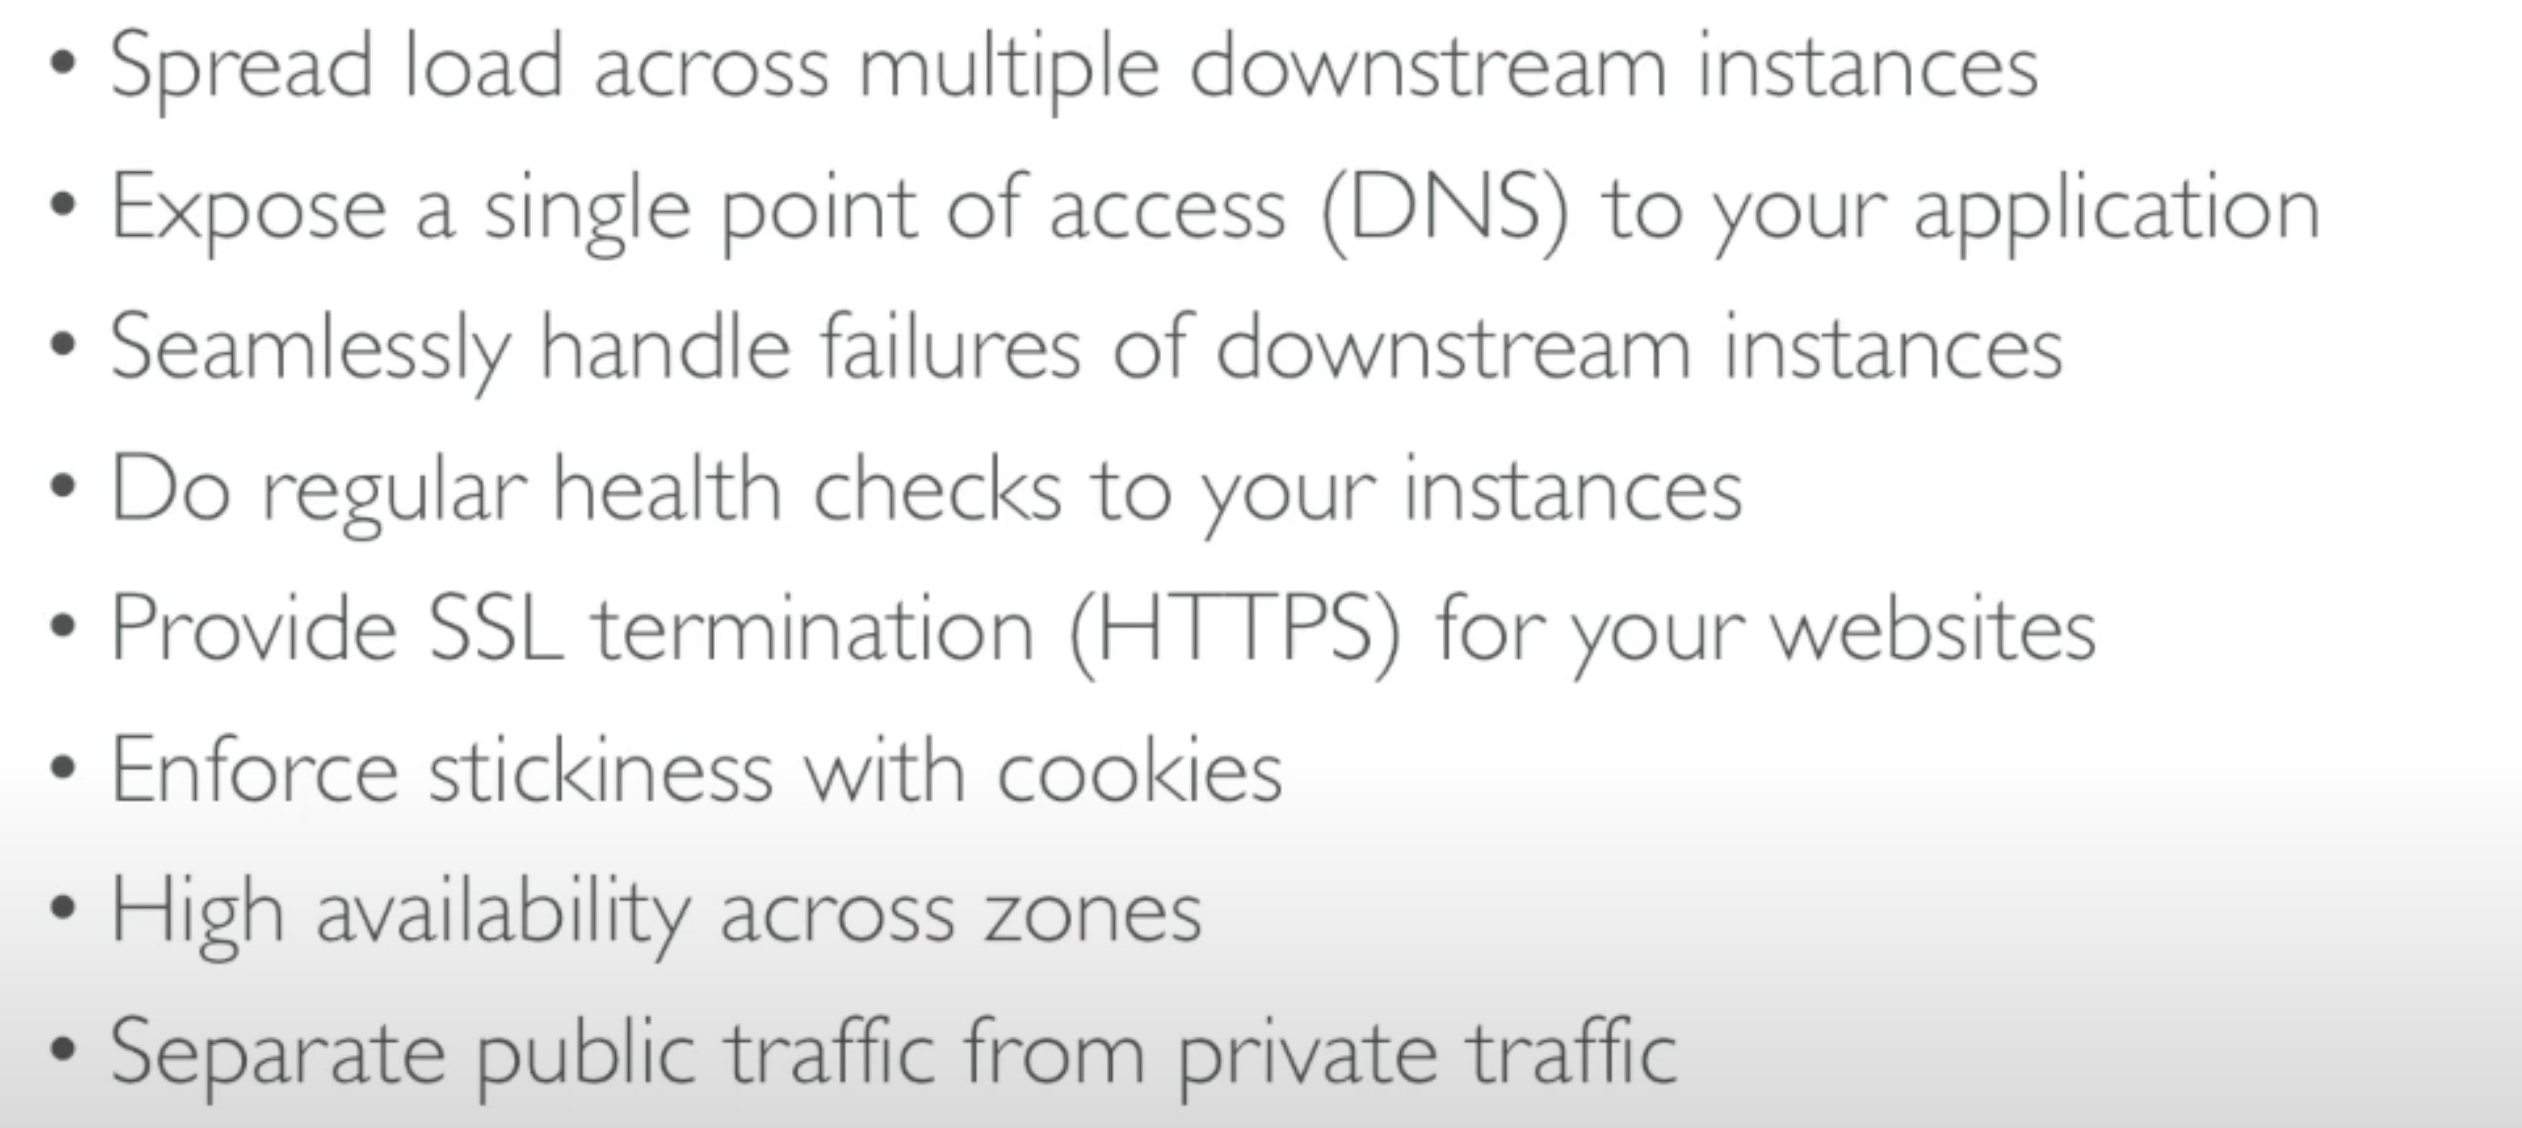 • Spread load across multiple downstream instances
• Expose a single point of access (DNS) to your application
• Seamlessly handle failures of downstream instances
• Do regular health checks to your instances
• Provide SSL termination (HTTPS) for your websites
• Enforce stickiness with cookies
• High availability across zones
• Separate public traffic from private traffic